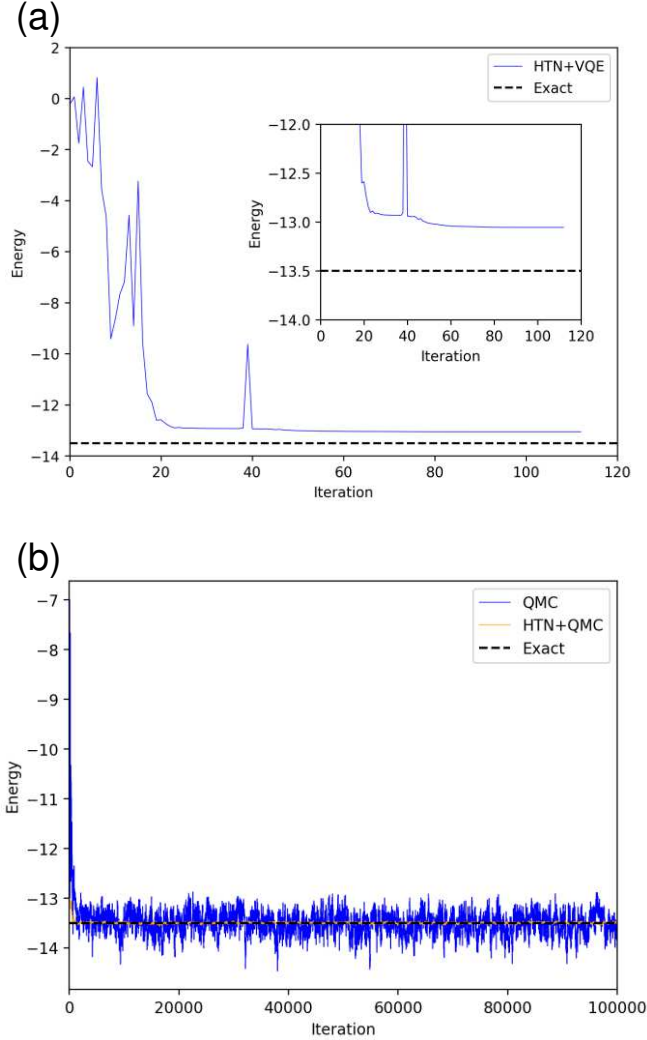 (a)
2
0
−2
−4
−6
−8
−10
−12
−14
Energy
0 20 40 60 80 100 120
Iteration
HTN+VQE
Exact
−12.0
−12.5
−13.0
−13.5
−14.0
Energy
0 20 40 60 80 100 120
Iteration
(b)
−7
−8
−9
−10
−11
−12
−13
−14
Energy
0 20000 40000 60000 80000 100000
Iteration
QMC
HTN+QMC
Exact